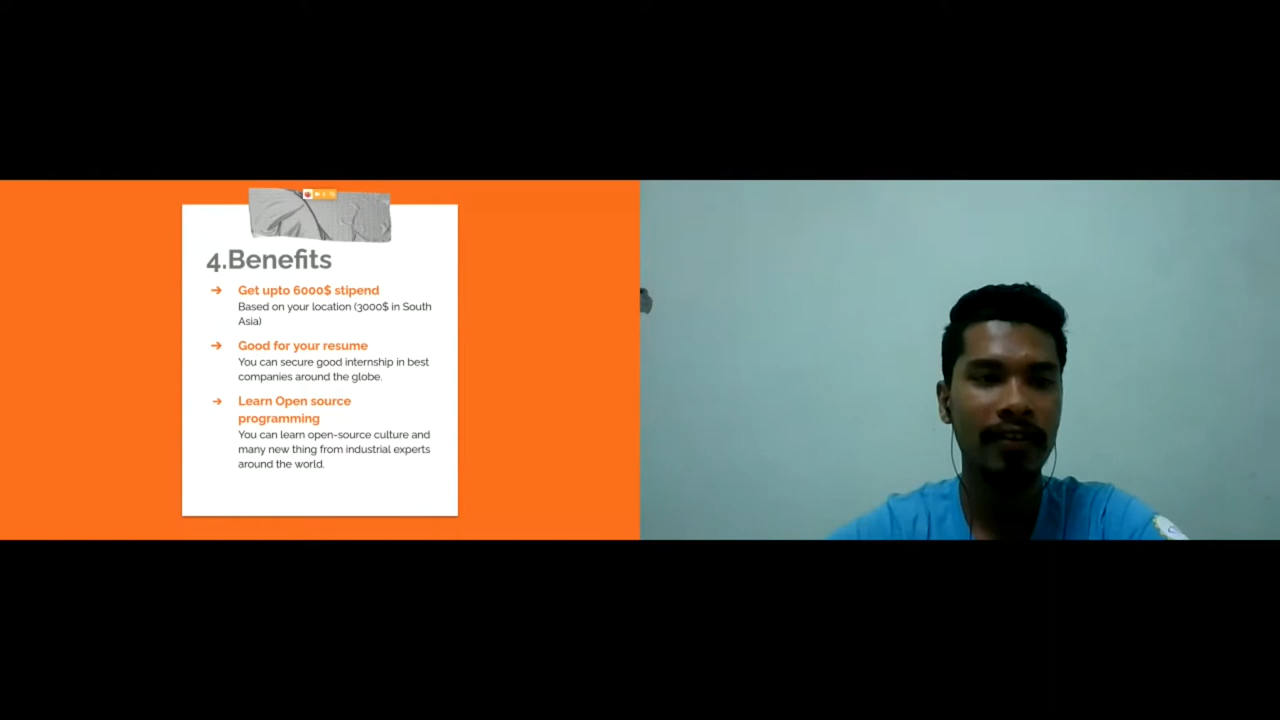 4.Benefits
➔ Get upto 6000$ stipend
Based on your location (3000$ in South
Asia)
➔ Good for your resume
You can secure good internship in best
companies around the globe.
➔ Learn Open source
programming
You can learn open-source culture and
many new thing from industrial experts
around the world.